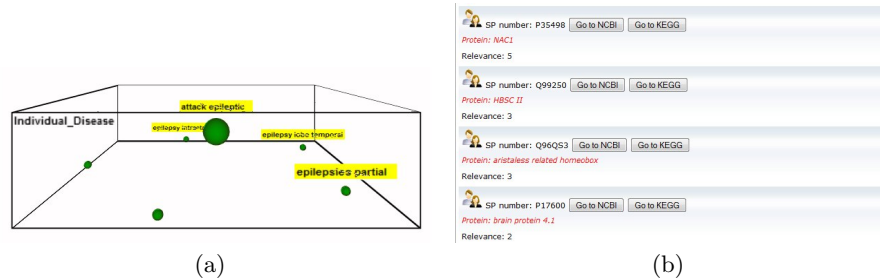 attack epileptic
Individual_Disease
epilepsy lobe temporal
epilepsies partial
(a)
SP number: P35498 Go to NCBI Go to KEGG
Protein: NAC1
Relevance: 5
SP number: Q99250 Go to NCBI Go to KEGG
Protein: HBSC II
Relevance: 3
SP number: Q96QS3 Go to NCBI Go to KEGG
Protein: aristaless related homeobox
Relevance: 3
SP number: P17600 Go to NCBI Go to KEGG
Protein: brain protein 4.1
Relevance: 2
(b)